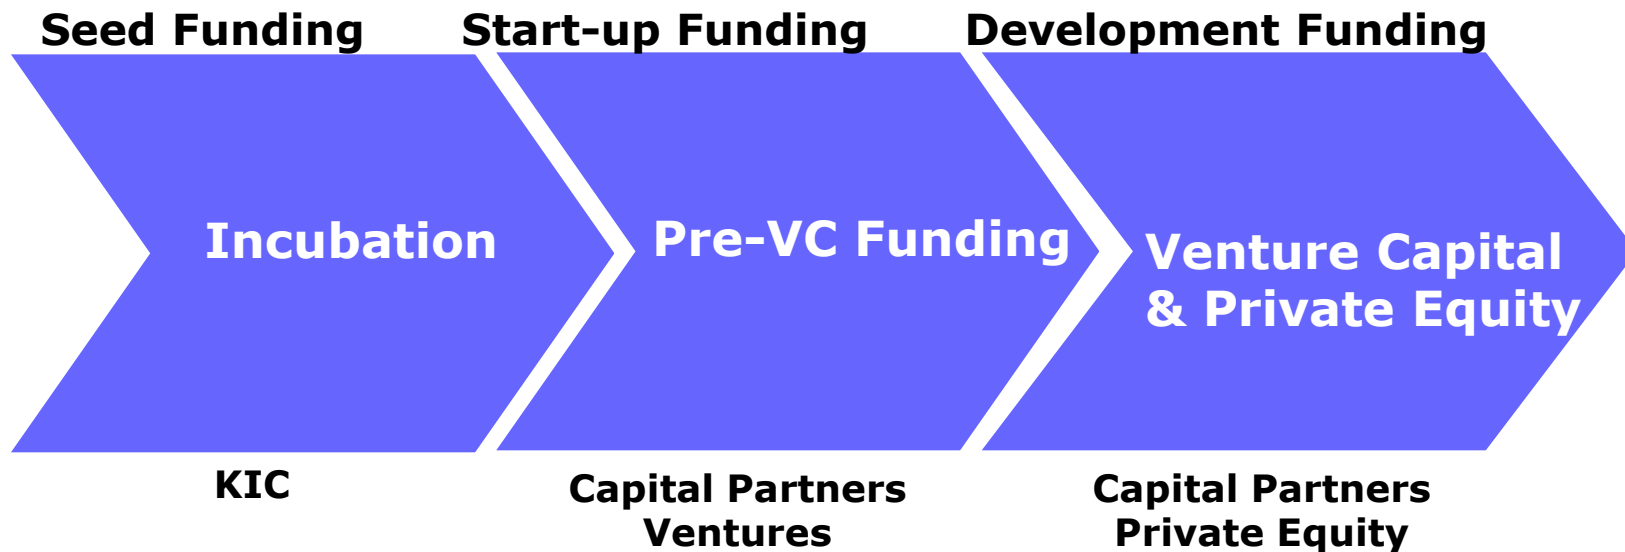 Seed Funding
Start-up Funding
Development Funding
Incubation
Pre-VC Funding
Venture Capital
& Private Equity
KIC
Capital Partners
Ventures
Capital Partners
Private Equity